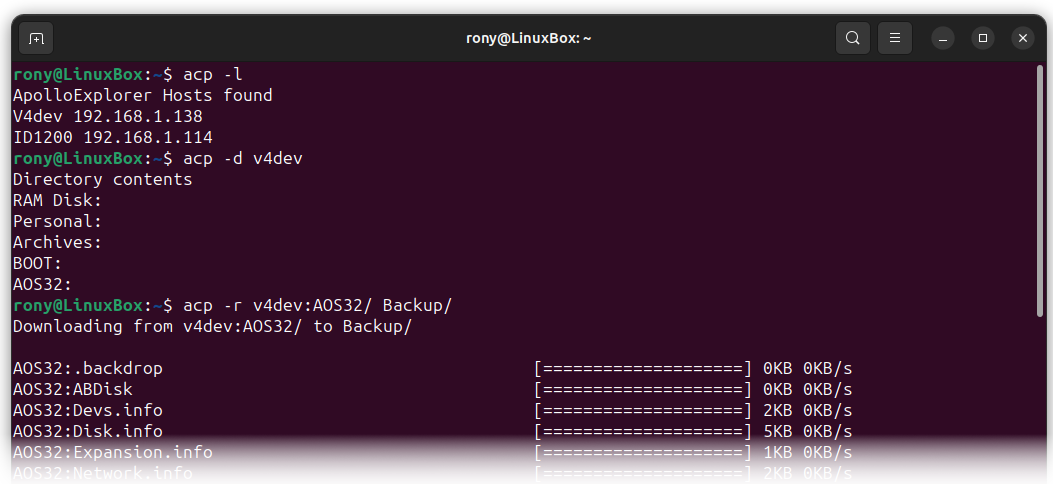 rony@LinuxBox: ~
rony@LinuxBox:~$ acp -l
ApolloExplorer Hosts found
V4dev 192.168.1.138
ID1200 192.168.1.114
rony@LinuxBox:~$ acp -d v4dev
Directory contents
RAM Disk:
Personal:
Archives:
BOOT:
AOS32:
rony@LinuxBox:~$ acp -r v4dev:AOS32/ Backup/
Downloading from v4dev:AOS32/ to Backup/
AOS32:.backdrop [====================] 0KB 0KB/s
AOS32:ABDisk [====================] 0KB 0KB/s
AOS32:Devs.info [====================] 2KB 0KB/s
AOS32:Disk.info [====================] 5KB 0KB/s
AOS32:Expansion.info [====================] 1KB 0KB/s
AOS32:Network.info [====================] 2KB 0KB/s